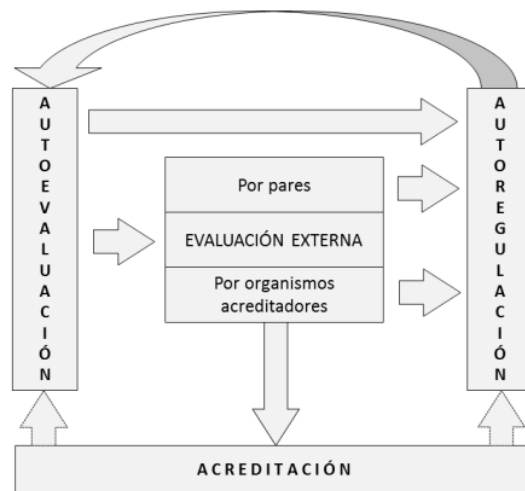 AUTOEVALUACIÓN
Por pares
EVALUACIÓN EXTERNA
Por organismos
acreditadores
AUTOREGULACIÓN
ACREDITACIÓN